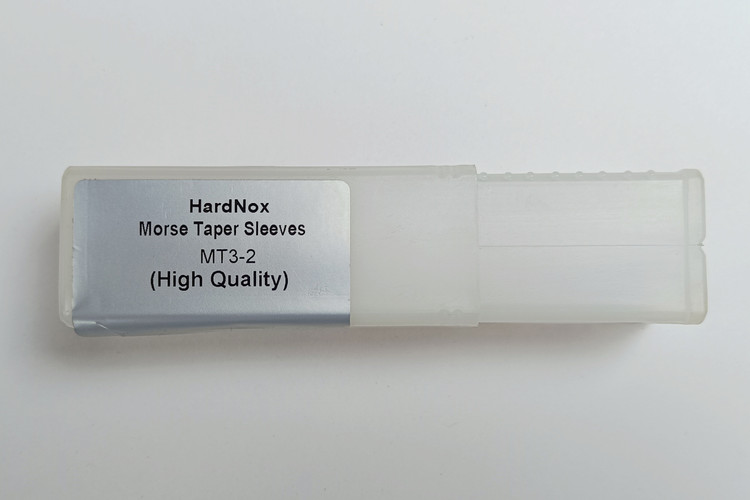 HardNox
Morse Taper Sleeves
MT3-2
(High Quality)